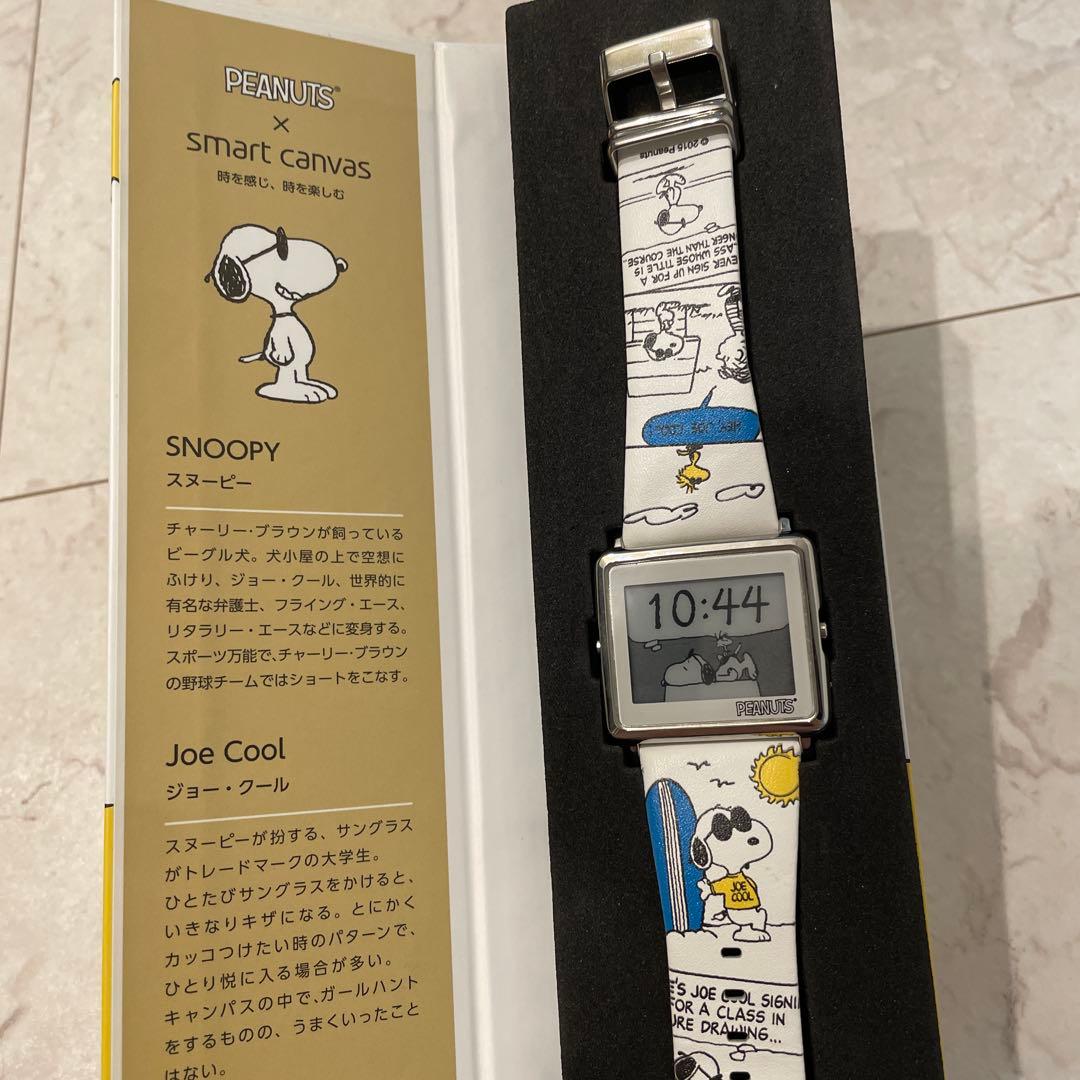 PEANUTS®
×
smart canvas
時を感じ、時を楽しむ
SNOOPY
スヌーピー
チャーリー・ブラウンが飼っている
ビーグル犬。犬小屋の上で空想に
ふけり、ジョー・クール、世界的に
有名な弁護士、フライング・エース、
リタラリー・エースなどに変身する。
スポーツ万能で、チャーリー・ブラウン
の野球チームではショートをこなす。
Joe Cool
ジョー・クール
スヌーピーが扮する、サングラス
がトレードマークの大学生。
ひとたびサングラスをかけると、
いきなりキザになる。とにかく
カッコつけたい時のパターンで、
ひとり悦に入る場合が多い。
キャンパスの中で、ガールハント
をするものの、うまくいったこと
はない。
© 2015 Peanuts
EVER SIGN UP FOR A
LASS WHOSE TITLE IS
NGER THAN THE COURSE..
HEY, JOE COOL!
10:44
PEANUTS®
JOE
COOL
E'S JOE COOL SIGNI
FOR A CLASS IN
URE DRAWING...